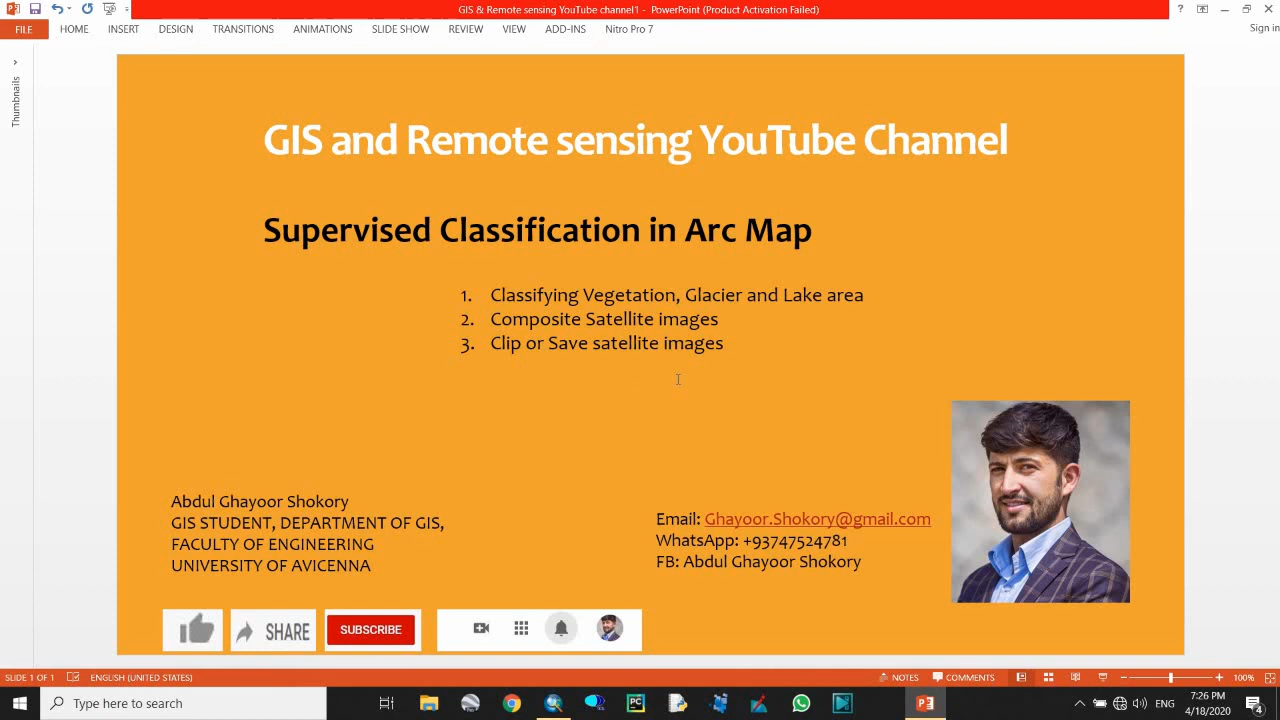 GIS & Remote sensing YouTube channel1 - PowerPoint (Product Activation Failed)
FILE HOME INSERT DESIGN TRANSITIONS ANIMATIONS SLIDE SHOW REVIEW VIEW ADD-INS Nitro Pro 7 Sign in
Thumbnails
GIS and Remote sensing YouTube Channel
Supervised Classification in Arc Map
1. Classifying Vegetation, Glacier and Lake area
2. Composite Satellite images
3. Clip or Save satellite images
Abdul Ghayoor Shokory
GIS STUDENT, DEPARTMENT OF GIS,
FACULTY OF ENGINEERING
UNIVERSITY OF AVICENNA
Email: Ghayoor.Shokory@gmail.com
WhatsApp: +93747524781
FB: Abdul Ghayoor Shokory
SHARE
SUBSCRIBE
SLIDE 1 OF 1 ENGLISH (UNITED STATES) NOTES COMMENTS 100%
Type here to search
PC
ENG
7:26 PM
4/18/2020
4